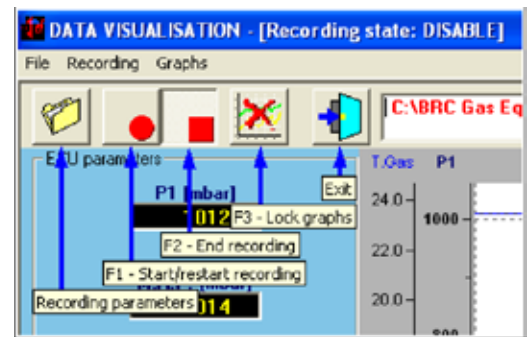 DATA VISUALISATION - [Recording state: DISABLE]
File Recording Graphs
C:\BRC Gas Eq
parameters
T.Gas P1
P1 [mbar]
Exit
24.0
1012
F3 - Lock graphs
1000
F2 - End recording
22.0
F1 - Start/restart recording
Recording parameters
014
20.0